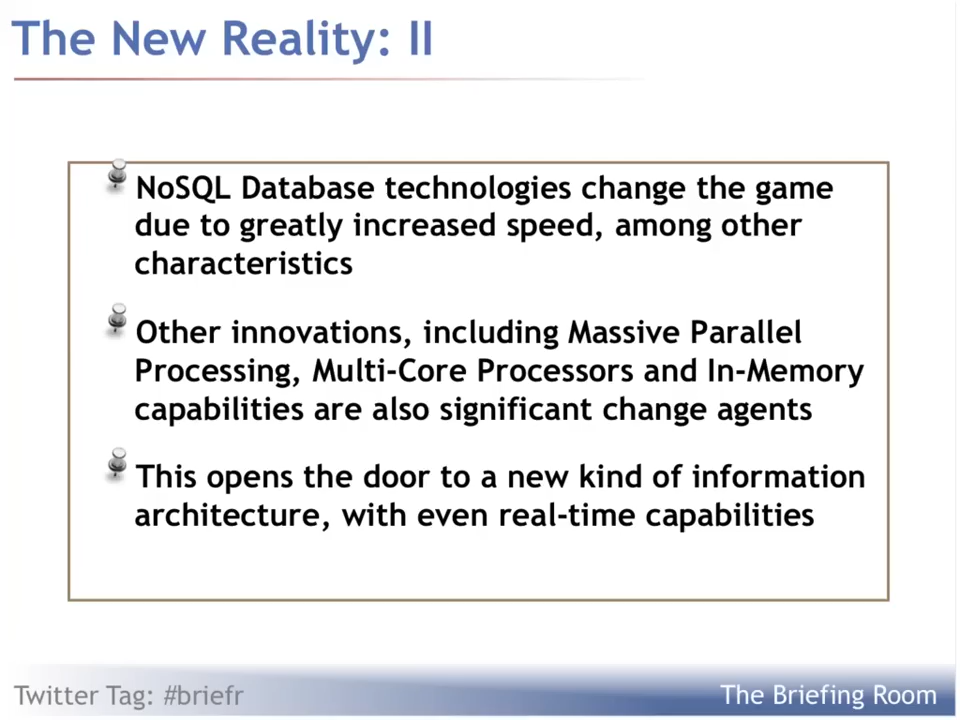 The New Reality: II
NoSQL Database technologies change the game
due to greatly increased speed, among other
characteristics
Other innovations, including Massive Parallel
Processing, Multi-Core Processors and In-Memory
capabilities are also significant change agents
This opens the door to a new kind of information
architecture, with even real-time capabilities
Twitter Tag: #briefr
The Briefing Room